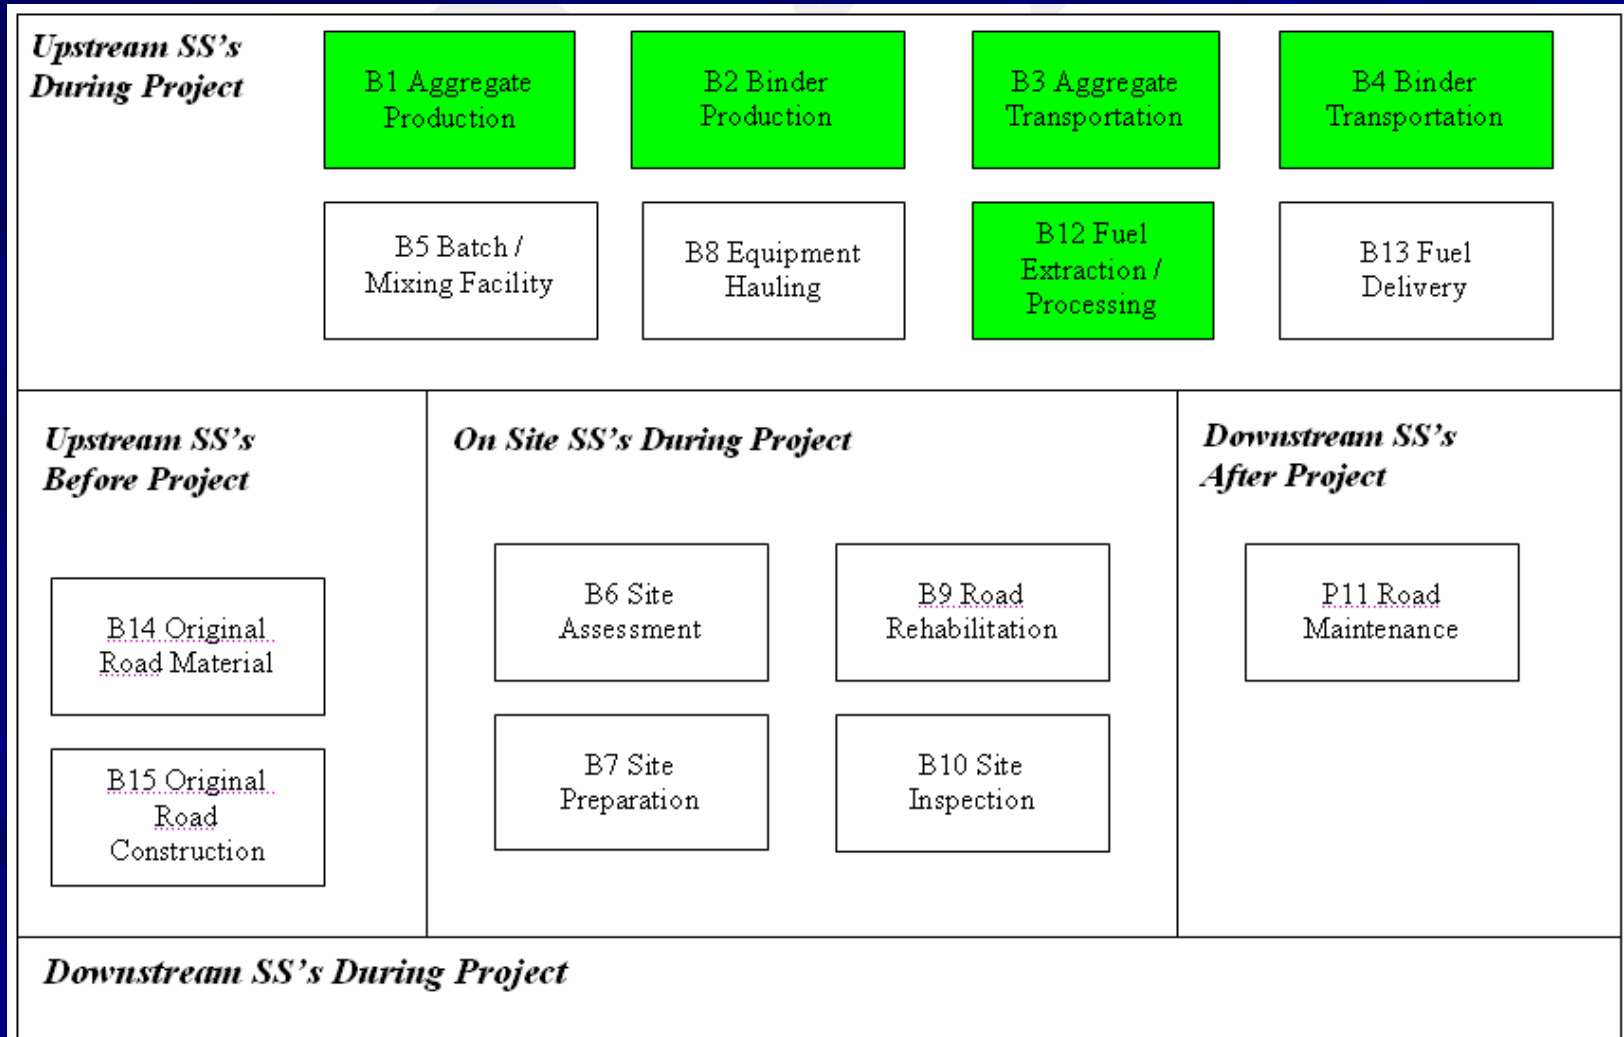 Upstream SS's
During Project
B1 Aggregate
Production
B2 Binder
Production
B3 Aggregate
Transportation
B4 Binder
Transportation
B5 Batch /
Mixing Facility
B8 Equipment
Hauling
B12 Fuel
Extraction /
Processing
B13 Fuel
Delivery
Upstream SS's
Before Project
B14 Original
Road Material
B15 Original
Road
Construction
On Site SS's During Project
B6 Site
Assessment
B9 Road
Rehabilitation
B7 Site
Preparation
B10 Site
Inspection
Downstream SS's
After Project
P11 Road
Maintenance
Downstream SS's During Project